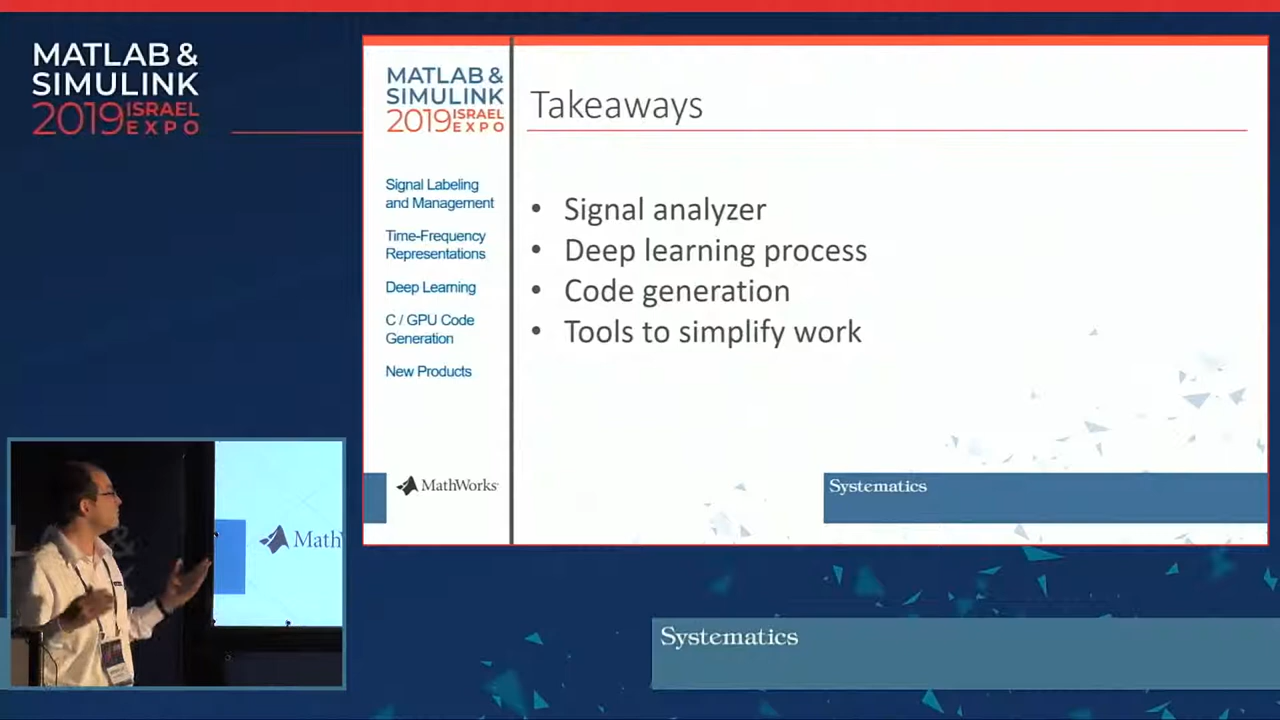 MATLAB &
SIMULINK
2019 ISRAEL
EXPO
MATLAB &
SIMULINK
2019 ISRAEL
EXPO
Takeaways
Signal Labeling
and Management
Time-Frequency
Representations
Deep Learning
C / GPU Code
Generation
New Products
• Signal analyzer
• Deep learning process
• Code generation
• Tools to simplify work
MathWorks
Systematics
Math
Systematics